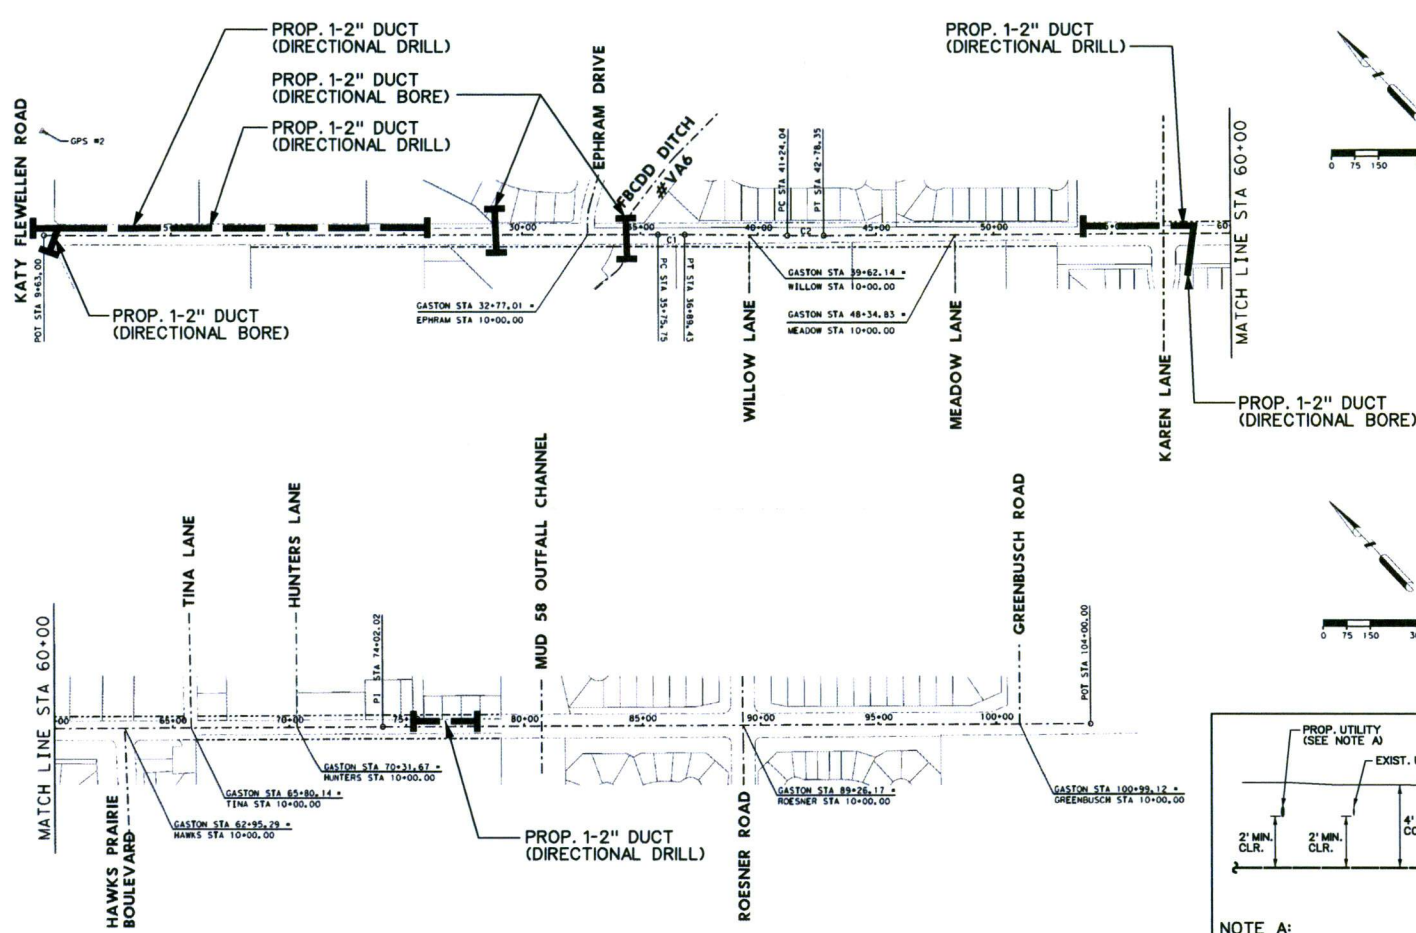 PROP. 1-2" DUCT
(DIRECTIONAL DRILL)
PROP. 1-2" DUCT
(DIRECTIONAL BORE)
PROP. 1-2" DUCT
(DIRECTIONAL DRILL)
PROP. 1-2" DUCT
(DIRECTIONAL DRILL)
KATY FLEWELLEN ROAD
GPS #2
POT STA 9+63.00
PROP. 1-2" DUCT
(DIRECTIONAL BORE)
EPHRAM DRIVE
FBCDD DITCH
#VA6
PC STA 41+24.04
PT STA 42+78.35
30+00
35+00
40+00
45+00
50+00
60
C1
C2
GASTON STA 32+77.01 =
EPHRAM STA 10+00.00
PC STA 35+75.75
PT STA 36+89.43
GASTON STA 39+62.14 =
WILLOW STA 10+00.00
GASTON STA 48+34.83 =
MEADOW STA 10+00.00
WILLOW LANE
MEADOW LANE
KAREN LANE
MATCH LINE STA 60+00
PROP. 1-2" DUCT
(DIRECTIONAL BORE)
0 75 150
MATCH LINE STA 60+00
TINA LANE
HUNTERS LANE
PI STA 74+02.02
MUD 58 OUTFALL CHANNEL
GREENBUSCH ROAD
POT STA 104+00.00
00
65+00
70+00
80+00
85+00
90+00
95+00
100+00
GASTON STA 62+95.29 =
HAWKS STA 10+00.00
GASTON STA 65+80.14 =
TINA STA 10+00.00
GASTON STA 70+31.67 =
HUNTERS STA 10+00.00
GASTON STA 89+26.17 =
ROESNER STA 10+00.00
GASTON STA 100+99.12 =
GREENBUSCH STA 10+00.00
HAWKS PRAIRIE
BOULEVARD
PROP. 1-2" DUCT
(DIRECTIONAL DRILL)
ROESNER ROAD
0 75 150 30
PROP. UTILITY
(SEE NOTE A)
EXIST. U
2' MIN.
CLR.
2' MIN.
CLR.
4'
CO
NOTE A: